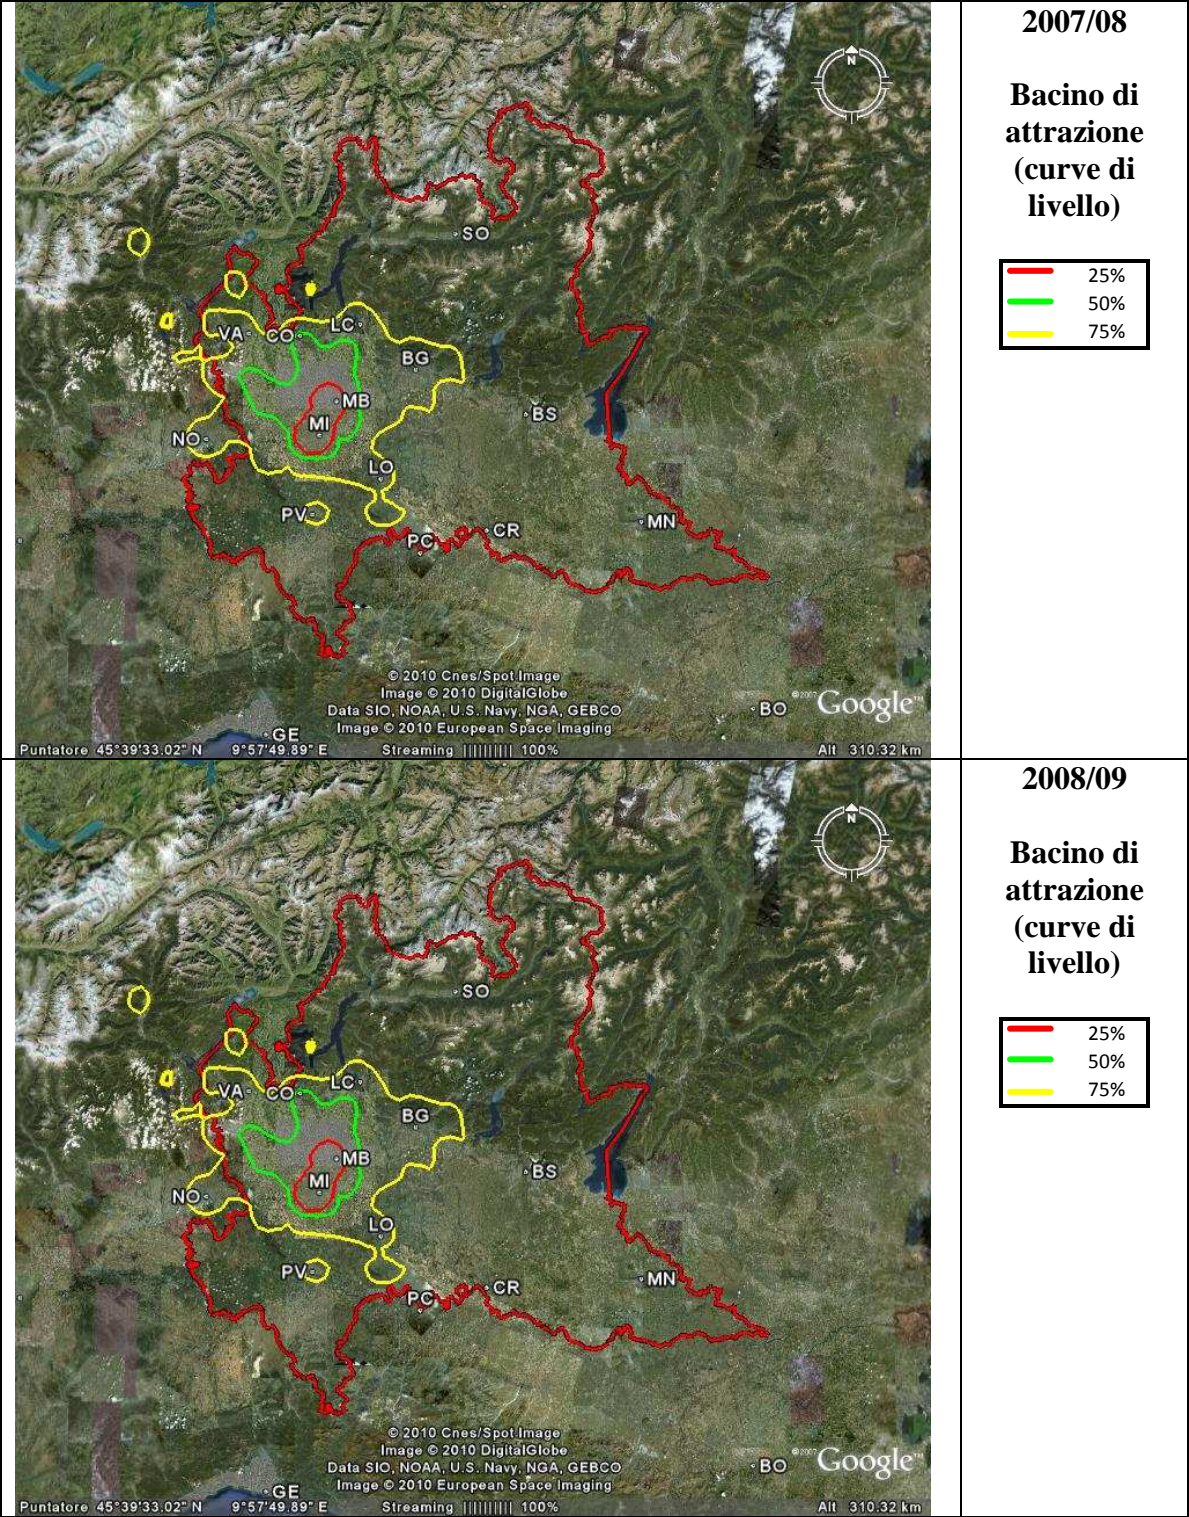 2007/08
Bacino di
attrazione
(curve di
livello)
25%
50%
75%
N
SO
VA
CO
LC
BG
MB
MI
BS
NO
LO
PV
CR
PC
MN
© 2010 Cnes/Spot Image
Image © 2010 DigitalGlobe
Data SIO, NOAA, U.S. Navy, NGA, GEBCO
Image © 2010 European Space Imaging
BO
©2007 Google™
GE
Puntatore 45°39'33.02" N 9°57'49.89" E Streaming |||||||||| 100% Alt 310.32 km
2008/09
Bacino di
attrazione
(curve di
livello)
25%
50%
75%
N
SO
VA
CO
LC
BG
MB
MI
BS
NO
LO
PV
CR
PC
MN
© 2010 Cnes/Spot Image
Image © 2010 DigitalGlobe
Data SIO, NOAA, U.S. Navy, NGA, GEBCO
Image © 2010 European Space Imaging
BO
©2007 Google™
GE
Puntatore 45°39'33.02" N 9°57'49.89" E Streaming |||||||||| 100% Alt 310.32 km